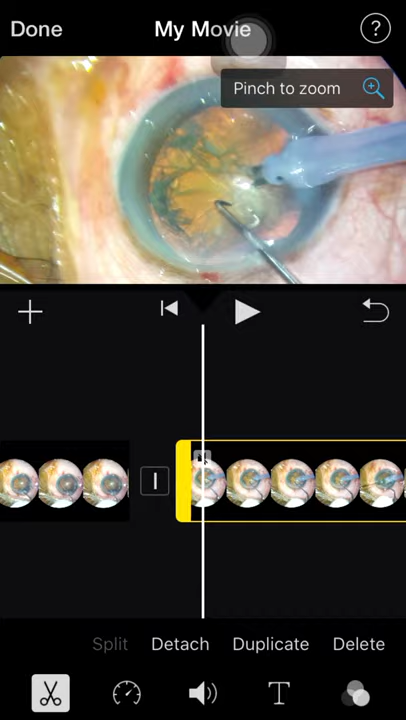 Done
My Movie
?
Pinch to zoom
Split
Detach
Duplicate
Delete
T